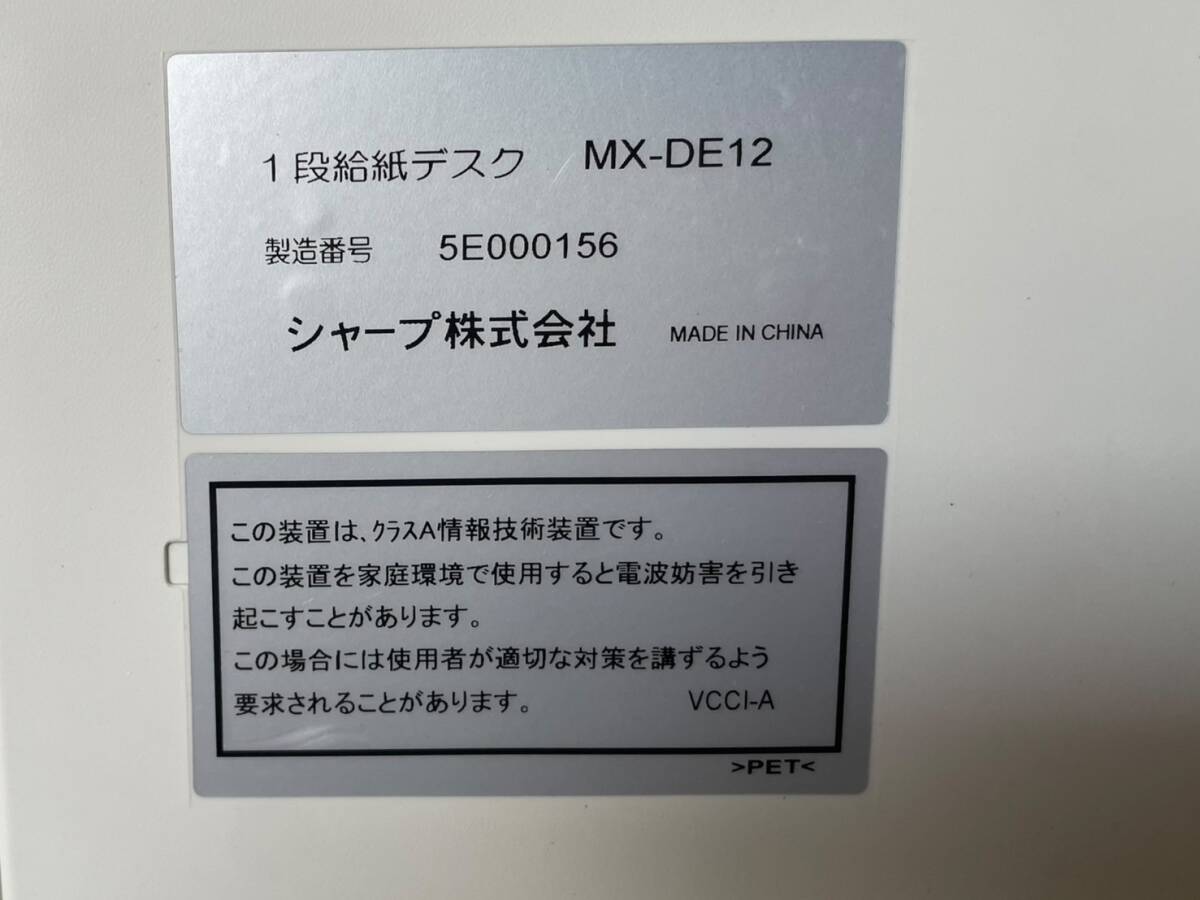 1段給紙デスク MX-DE12
製造番号 5E000156
シャープ株式会社 MADE IN CHINA
この装置は、クラスA情報技術装置です。
この装置を家庭環境で使用すると電波妨害を引き
起こすことがあります。
この場合には使用者が適切な対策を講ずるよう
要求されることがあります。 VCCI-A
>PET<